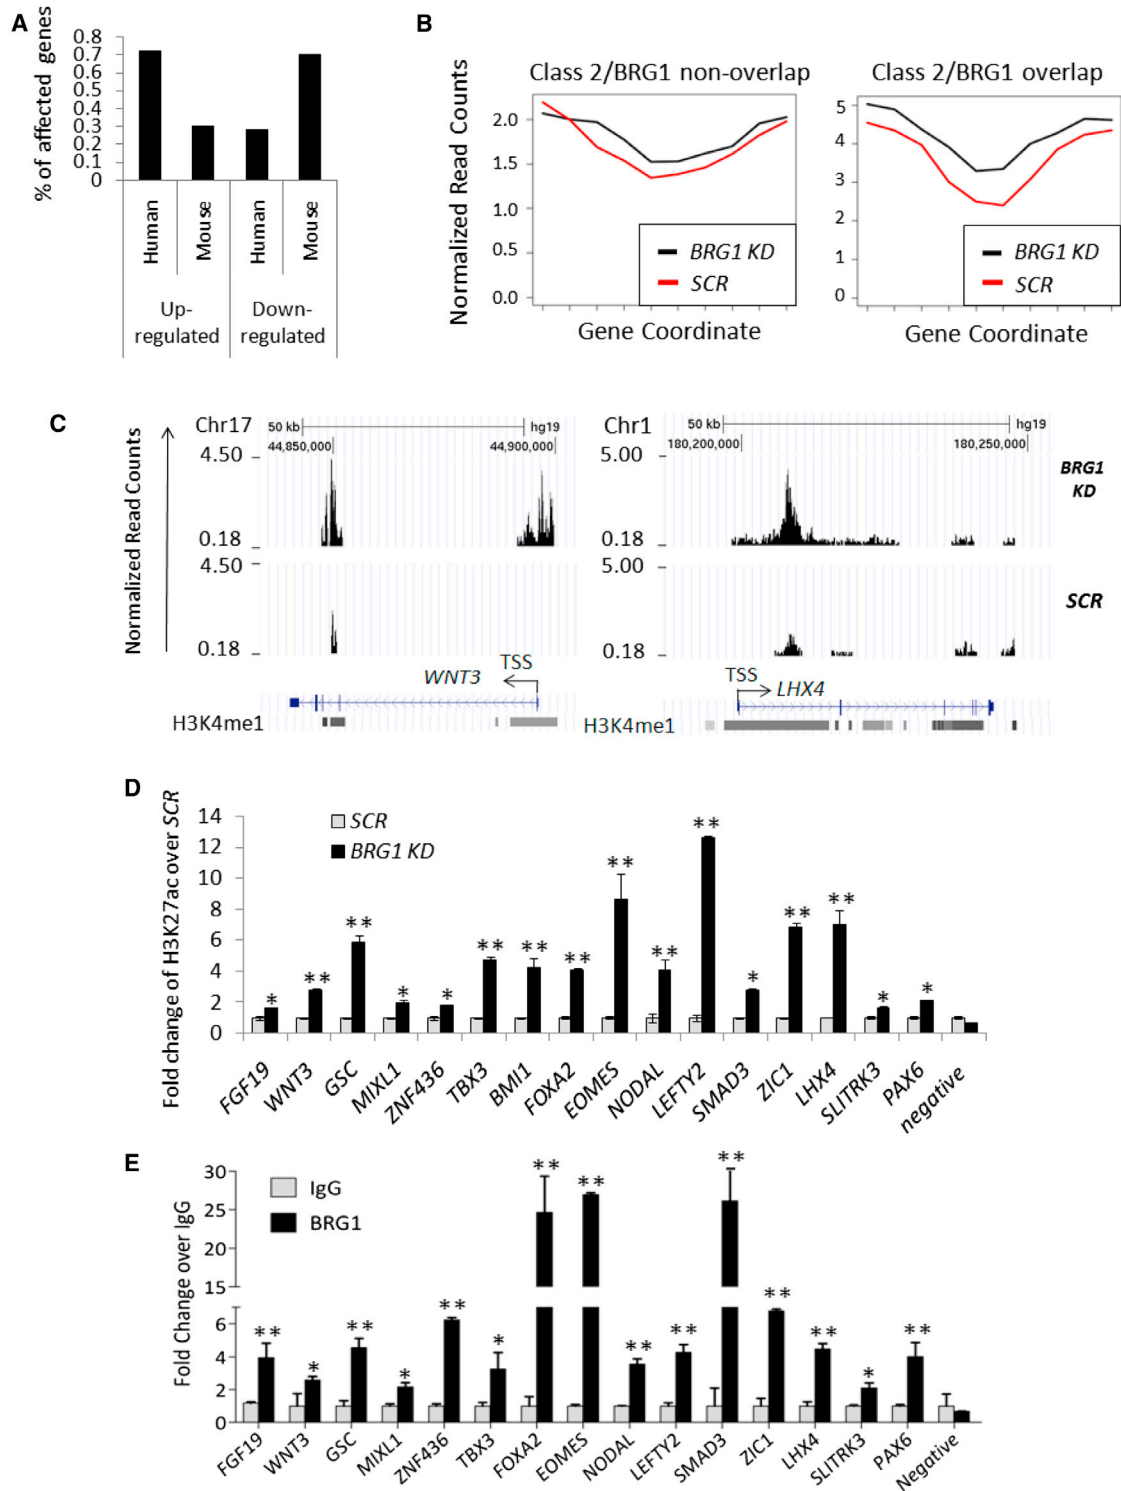 A
% of affected genes
0.8
0.7
0.6
0.5
0.4
0.3
0.2
0.1
0
Human
Mouse
Human
Mouse
Up-
regulated
Down-
regulated
B
Normalized Read Counts
Class 2/BRG1 non-overlap
2.0
1.5
1.0
0.5
0.0
BRG1 KD
SCR
Gene Coordinate
Class 2/BRG1 overlap
5
4
3
2
1
0
BRG1 KD
SCR
Gene Coordinate
C
Normalized Read Counts
Chr17
50 kb
hg19
44,850,000
44,900,000
4.50
0.18
4.50
0.18
TSS
WNT3
H3K4me1
Chr1
50 kb
hg19
180,200,000
180,250,000
5.00
0.18
5.00
0.18
BRG1
KD
SCR
TSS
LHX4
H3K4me1
D
Fold change of H3K27ac over SCR
14
12
10
8
6
4
2
0
SCR
BRG1 KD
*
**
**
*
*
**
**
**
**
**
**
*
**
**
*
*
FGF19
WNT3
GSC
MIXL1
ZNF436
TBX3
BMI1
FOXA2
EOMES
NODAL
LEFTY2
SMAD3
ZIC1
LHX4
SLITRK3
PAX6
negative
E
Fold Change over IgG
30
25
20
15
6
4
2
0
IgG
BRG1
**
*
**
*
**
*
**
**
**
**
**
**
**
*
**
FGF19
WNT3
GSC
MIXL1
ZNF436
TBX3
FOXA2
EOMES
NODAL
LEFTY2
SMAD3
ZIC1
LHX4
SLITRK3
PAX6
Negative